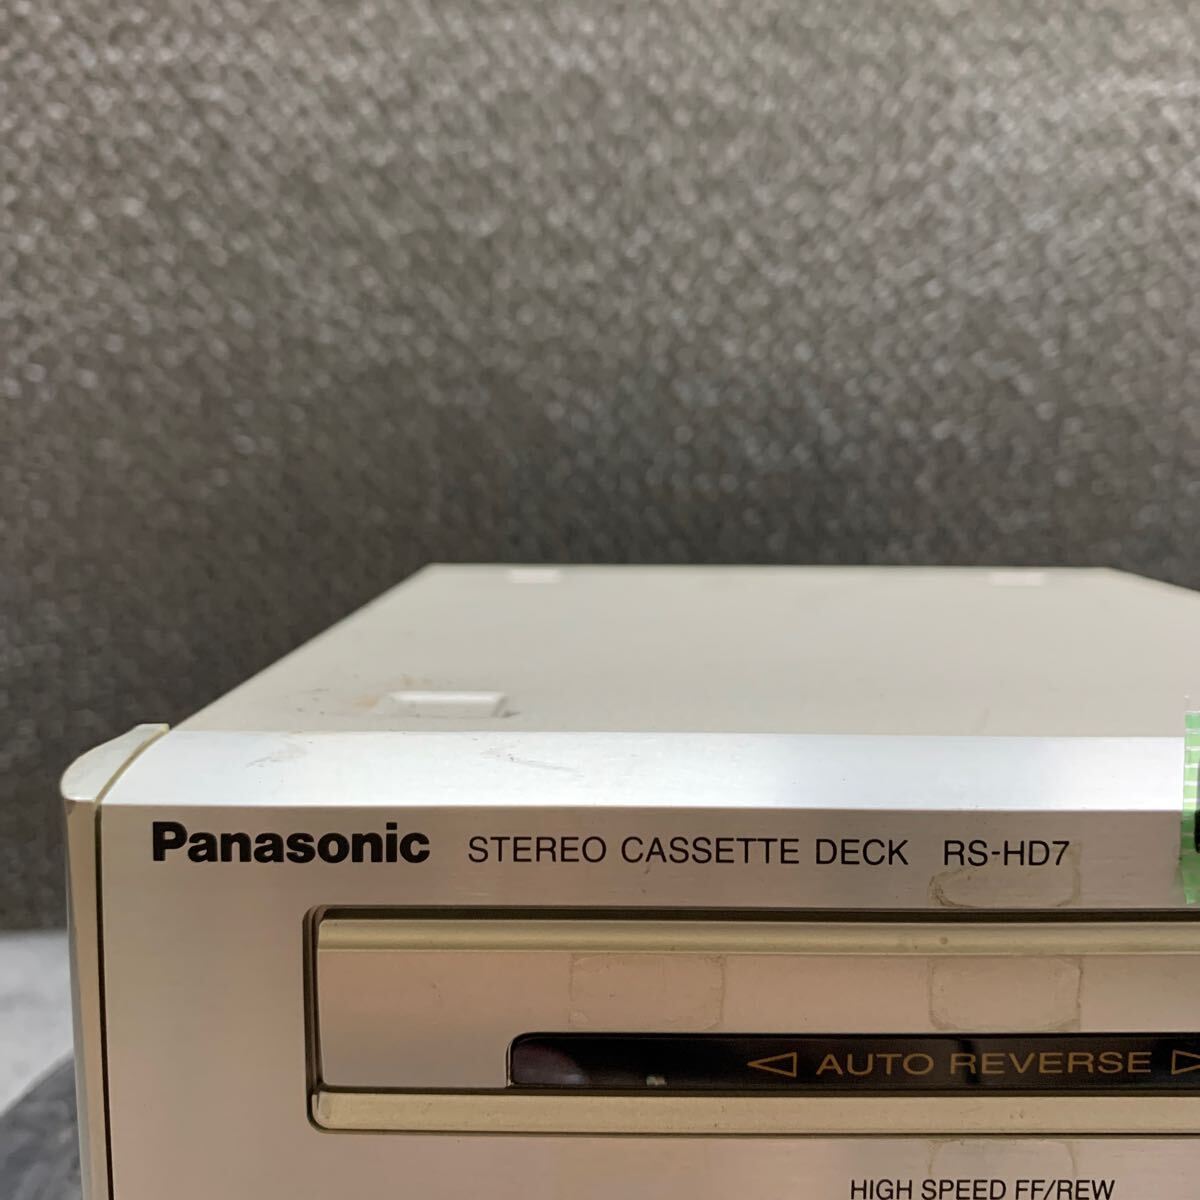 Panasonic STEREO CASSETTE DECK RS-HD7
◁ AUTO REVERSE ▷
HIGH SPEED FF/REW